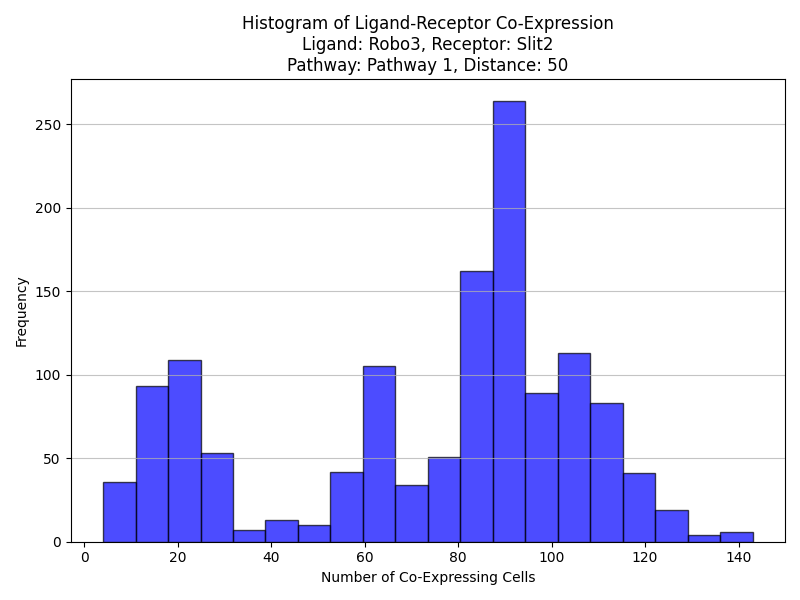 Histogram of Ligand-Receptor Co-Expression
Ligand: Robo3, Receptor: Slit2
Pathway: Pathway 1, Distance: 50
250
200
150
100
50
0
Frequency
0 20 40 60 80 100 120 140
Number of Co-Expressing Cells